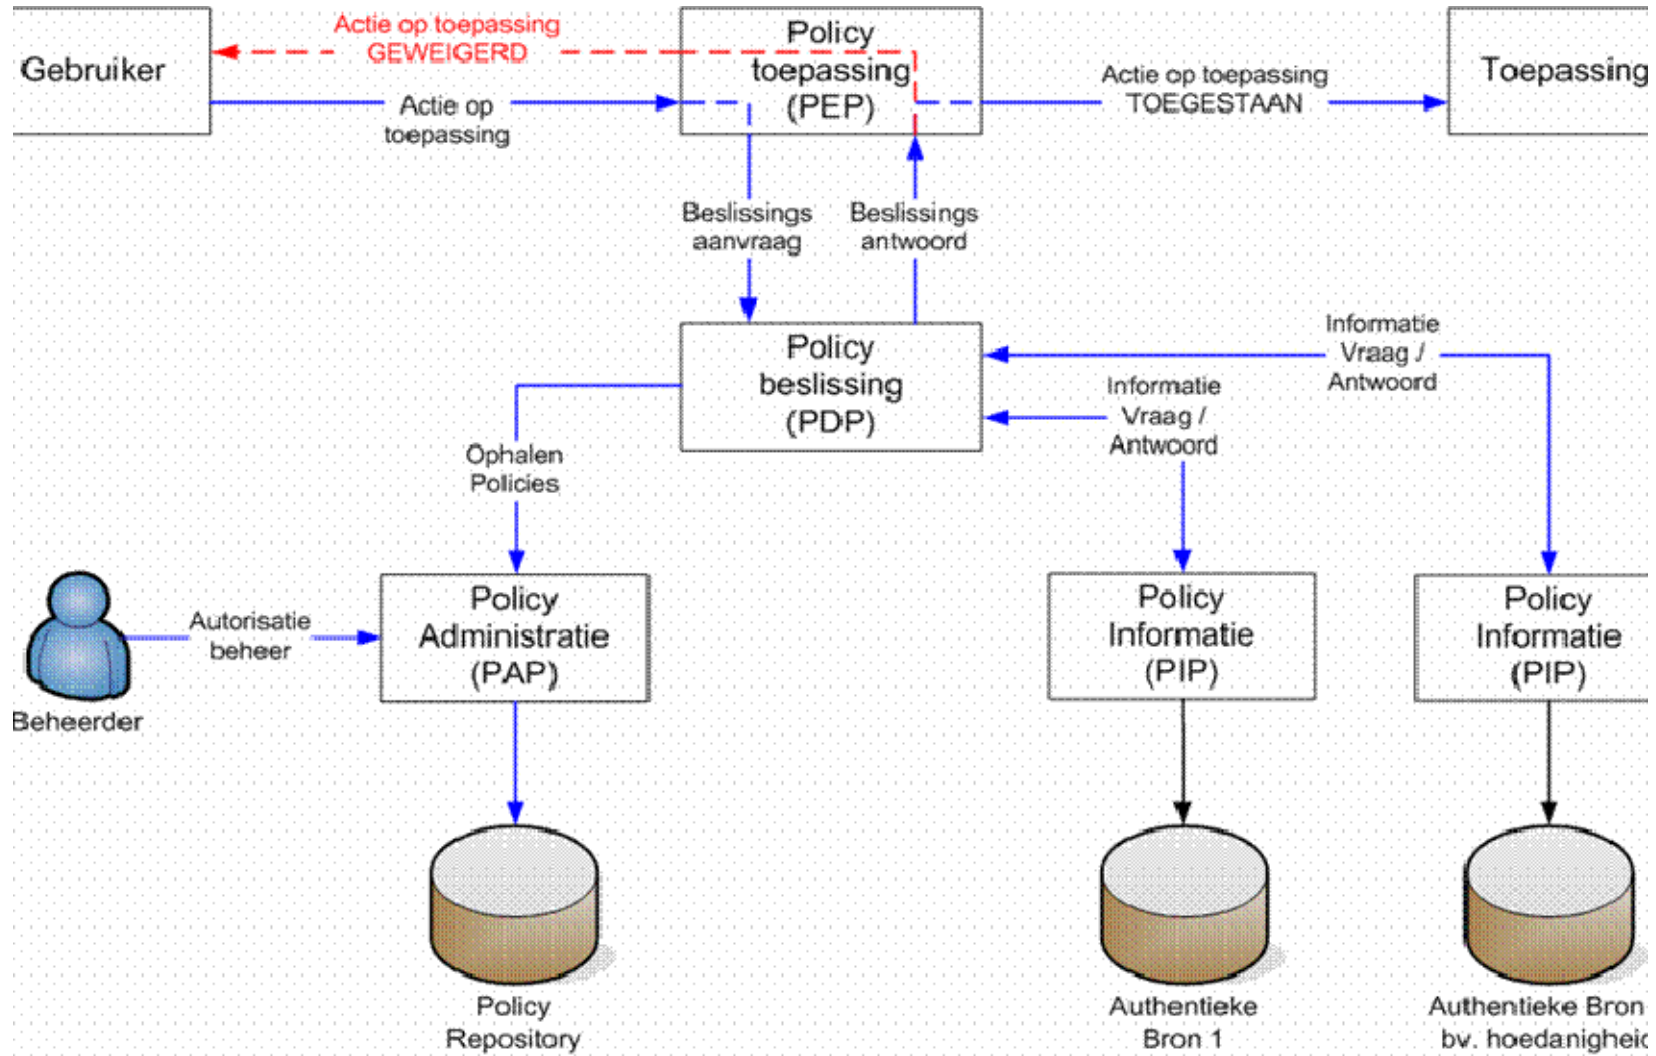 Gebruiker
Actie op toepassing
GEWEIGERD
Actie op
toepassing
Policy
toepassing
(PEP)
Actie op toepassing
TOEGESTAAN
Toepassing
Beslissings
aanvraag
Beslissings
antwoord
Policy
beslissing
(PDP)
Informatie
Vraag /
Antwoord
Informatie
Vraag /
Antwoord
Ophalen
Policies
Beheerder
Autorisatie
beheer
Policy
Administratie
(PAP)
Policy
Informatie
(PIP)
Policy
Informatie
(PIP)
Policy
Repository
Authentieke
Bron 1
Authentieke Bron
bv. hoedanigheid